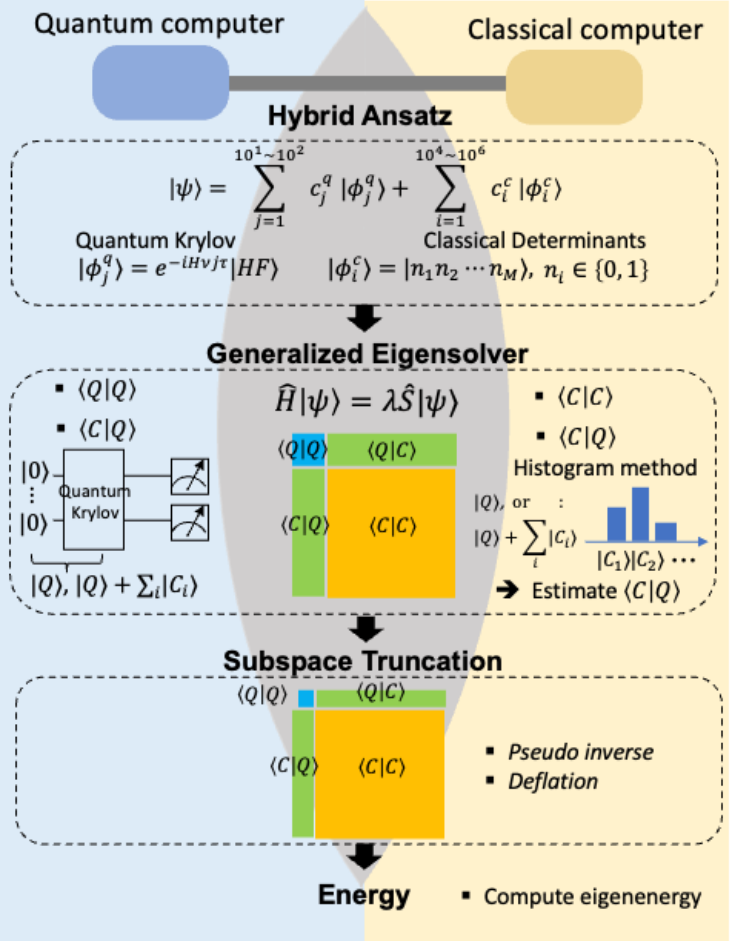 Quantum computer
Classical computer
Hybrid Ansatz
|ψ⟩ = ∑_{j=1}^{10¹~10²} c_j^q |ϕ_j^q⟩ + ∑_{i=1}^{10⁴~10⁶} c_i^c |ϕ_i^c⟩
Quantum Krylov
|ϕ_j^q⟩ = e^{-iHνjτ}|HF⟩
Classical Determinants
|ϕ_i^c⟩ = |n₁n₂ ⋯ n_M⟩, n_i ∈ {0, 1}
Generalized Eigensolver
▪ ⟨Q|Q⟩
▪ ⟨C|Q⟩
|0⟩
⋮
|0⟩
Quantum
Krylov
|Q⟩, |Q⟩ + ∑_i|C_i⟩
Ĥ|ψ⟩ = λŜ|ψ⟩
⟨Q|Q⟩
⟨Q|C⟩
⟨C|Q⟩
⟨C|C⟩
▪ ⟨C|C⟩
▪ ⟨C|Q⟩
Histogram method
|Q⟩, or :
|Q⟩ + ∑_i |C_i⟩
|C₁⟩|C₂⟩ ⋯
➔ Estimate ⟨C|Q⟩
Subspace Truncation
⟨Q|Q⟩
⟨Q|C⟩
⟨C|Q⟩
⟨C|C⟩
▪ Pseudo inverse
▪ Deflation
Energy
▪ Compute eigenenergy